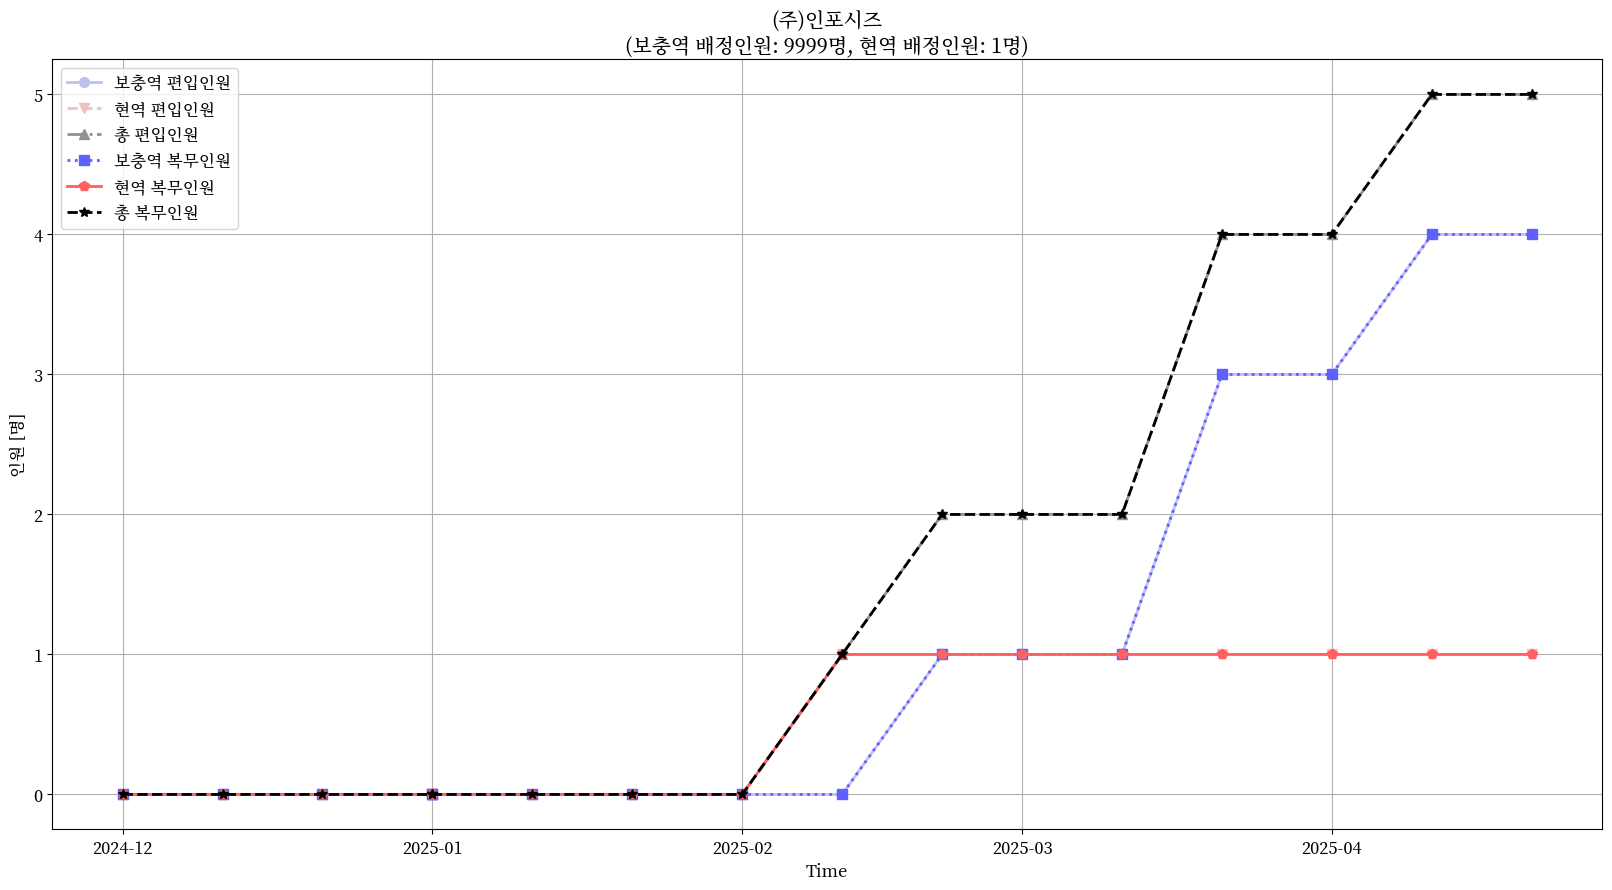 (주)인포시즈
(보충역 배정인원: 9999명, 현역 배정인원: 1명)
보충역 편입인원
현역 편입인원
총 편입인원
보충역 복무인원
현역 복무인원
총 복무인원
5
4
3
2
1
0
인원 [명]
2024-12
2025-01
2025-02
2025-03
2025-04
Time